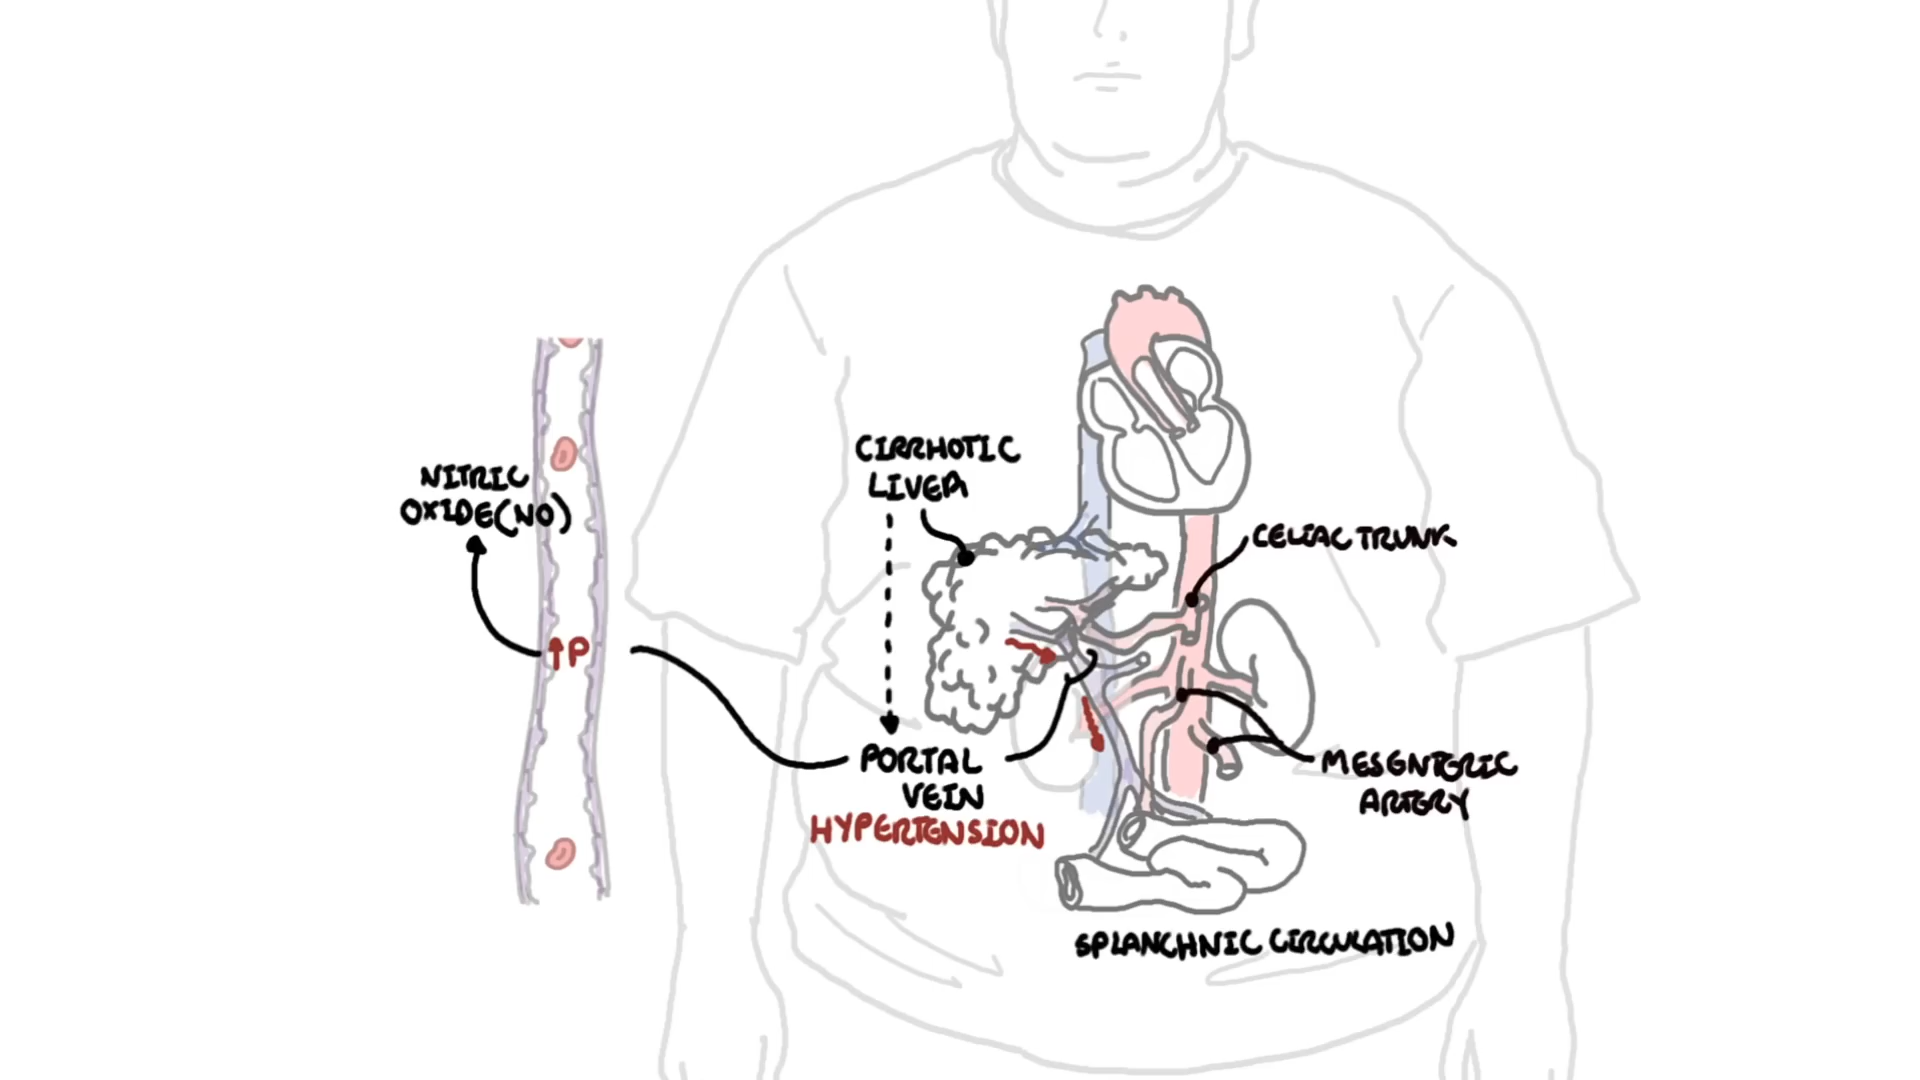 CIRRHOTIC
LIVER
NITRIC
OXIDE(NO)
CELIAC TRUNK
↑P
PORTAL
VEIN
HYPERTENSION
MESENTERIC
ARTERY
SPLANCHNIC CIRCULATION